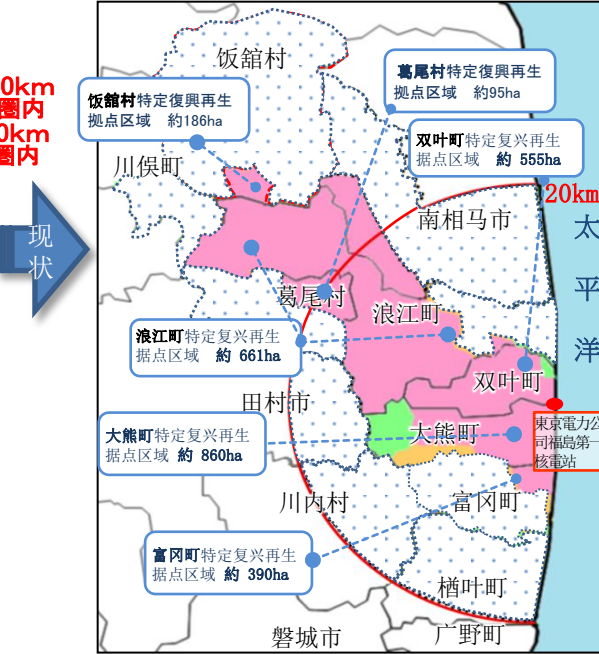 0km
圏内
0km
圏内
现
状
饭舘村
饭舘村特定復興再生
拠点区域 約186ha
葛尾村特定復興再生
拠点区域 約95ha
双叶町特定复兴再生
据点区域 约 555ha
川俣町
20km
南相马市
太
平
洋
葛尾村
浪江町
浪江町特定复兴再生
据点区域 约 661ha
双叶町
田村市
大熊町特定复兴再生
据点区域 约 860ha
大熊町
東京電力公
司福島第一
核電站
川内村
富冈町
富冈町特定复兴再生
据点区域 约 390ha
楢叶町
磐城市
广野町